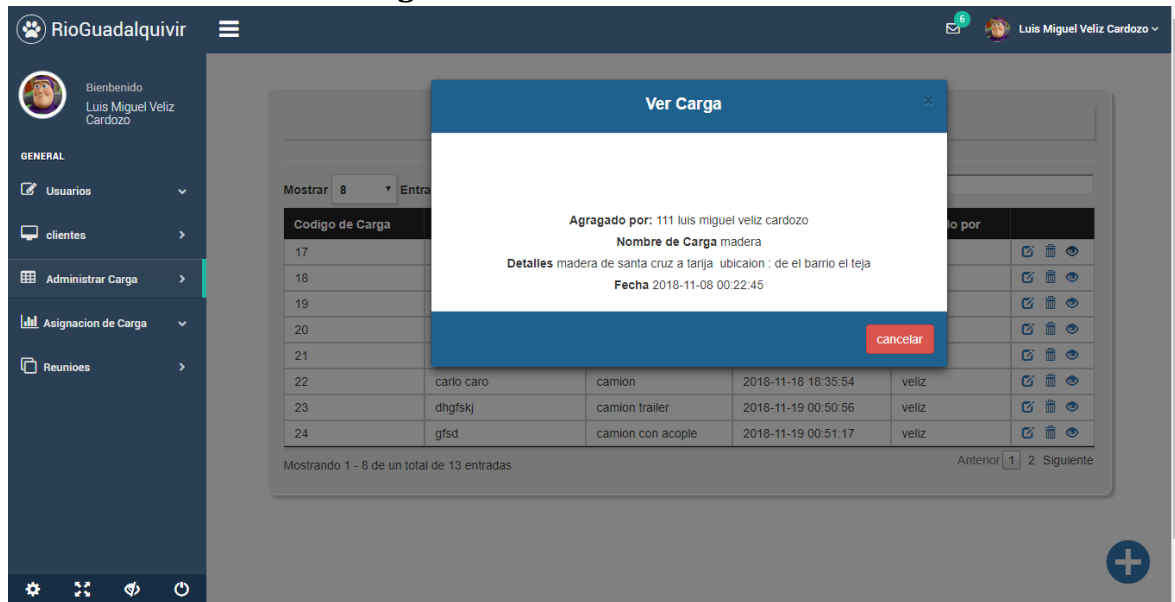 RioGuadalquivir
6
Luis Miguel Veliz Cardozo
Bienbenido
Luis Miguel Veliz
Cardozo
GENERAL
Usuarios
clientes
Administrar Carga
Asignacion de Carga
Reunioes
Ver Carga
×
Agragado por: 111 luis miguel veliz cardozo
Nombre de Carga madera
Detalles madera de santa cruz a tarija ubicaion : de el barrio el teja
Fecha 2018-11-08 00:22:45
cancelar
Mostrar 8 Entra
Codigo de Carga lo por
17
18
19
20
21
22 carlo caro camion 2018-11-18 18:35:54 veliz
23 dhgfskj camion trailer 2018-11-19 00:50:56 veliz
24 gfsd camion con acople 2018-11-19 00:51:17 veliz
Mostrando 1 - 8 de un total de 13 entradas
Anterior 1 2 Siguiente